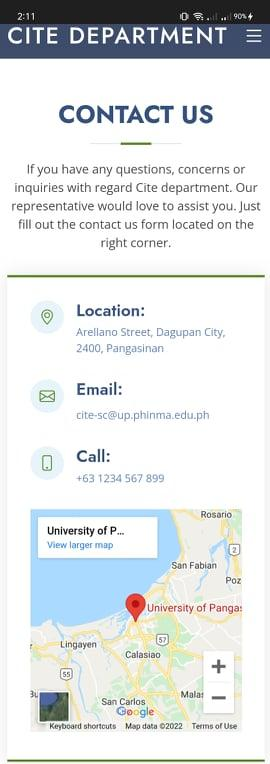 2:11
90%
CITE DEPARTMENT
CONTACT US
If you have any questions, concerns or
inquiries with regard Cite department. Our
representative would love to assist you. Just
fill out the contact us form located on the
right corner.
Location:
Arellano Street, Dagupan City,
2400, Pangasinan
Email:
cite-sc@up.phinma.edu.ph
Call:
+63 1234 567 899
Rosario
University of P...
View larger map
2
San Fabian
Poz
University of Pangas
Lingayen
57
Calasiao
55
+
Bu
Malas
−
San Carlos
Google
Keyboard shortcuts Map data ©2022 Terms of Use